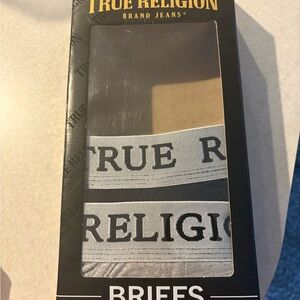 TRUE RELIGION
BRAND JEANS®
TRUE R
RELIGIO
BRIEFS